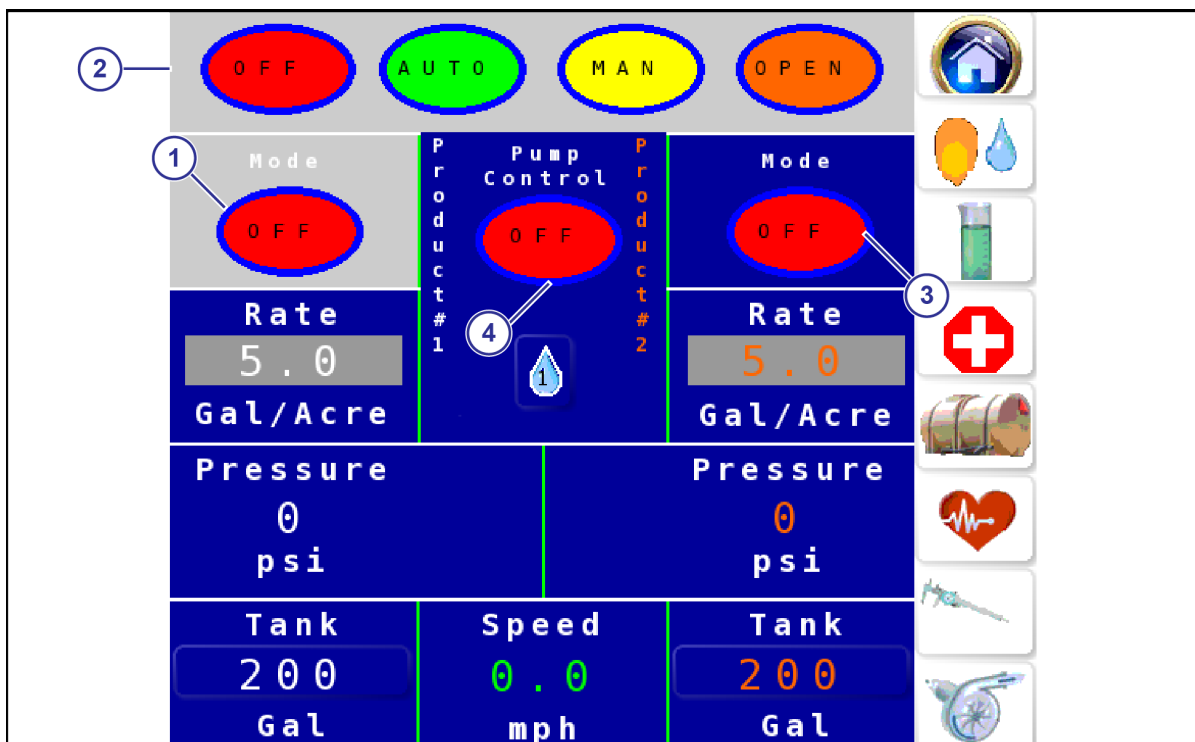 2
OFF
AUTO
MAN
OPEN
1
Mode
OFF
Product#1
Pump
Control
OFF
4
1
Product#2
Mode
OFF
3
Rate
5.0
Gal/Acre
Rate
5.0
Gal/Acre
Pressure
0
psi
Pressure
0
psi
Tank
200
Gal
Speed
0.0
mph
Tank
200
Gal